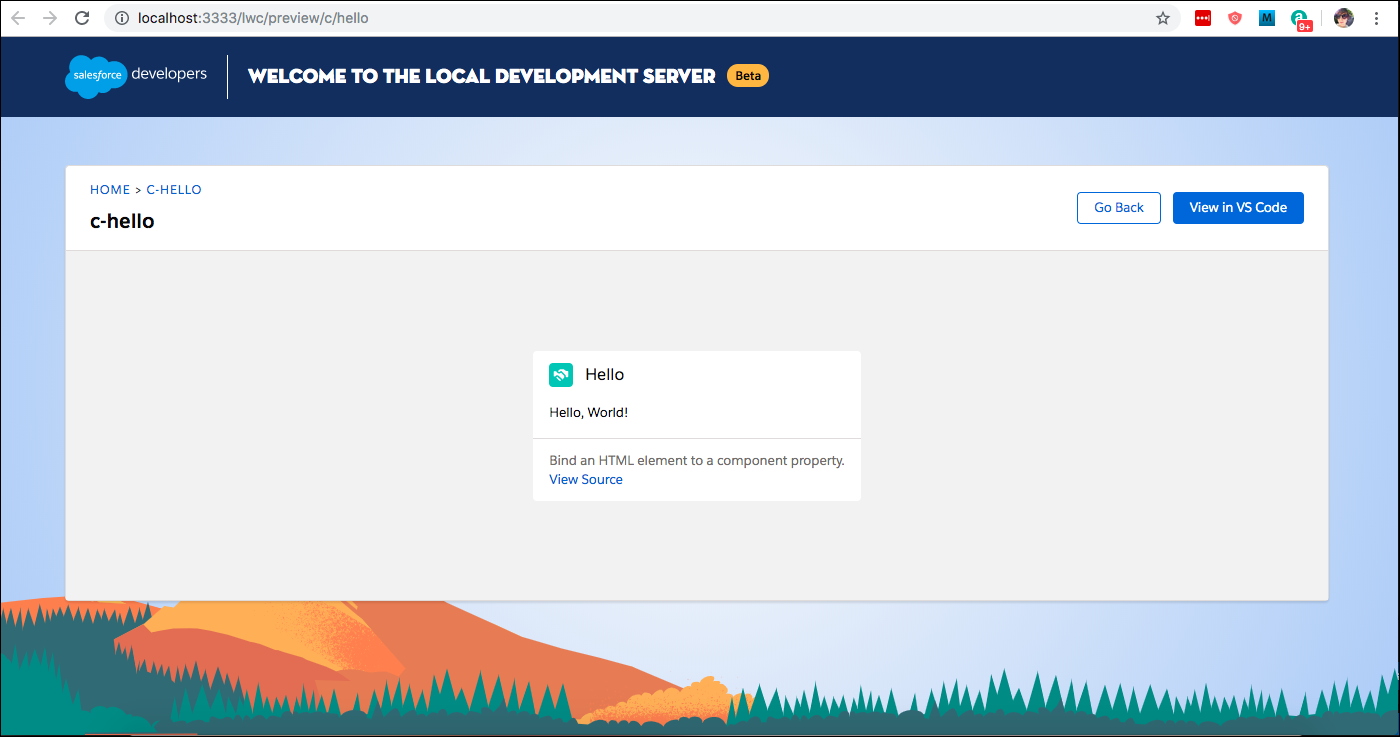 localhost:3333/lwc/preview/c/hello
M
a
9+
salesforce developers
WELCOME TO THE LOCAL DEVELOPMENT SERVER Beta
HOME > C-HELLO
c-hello
Go Back
View in VS Code
Hello
Hello, World!
Bind an HTML element to a component property.
View Source